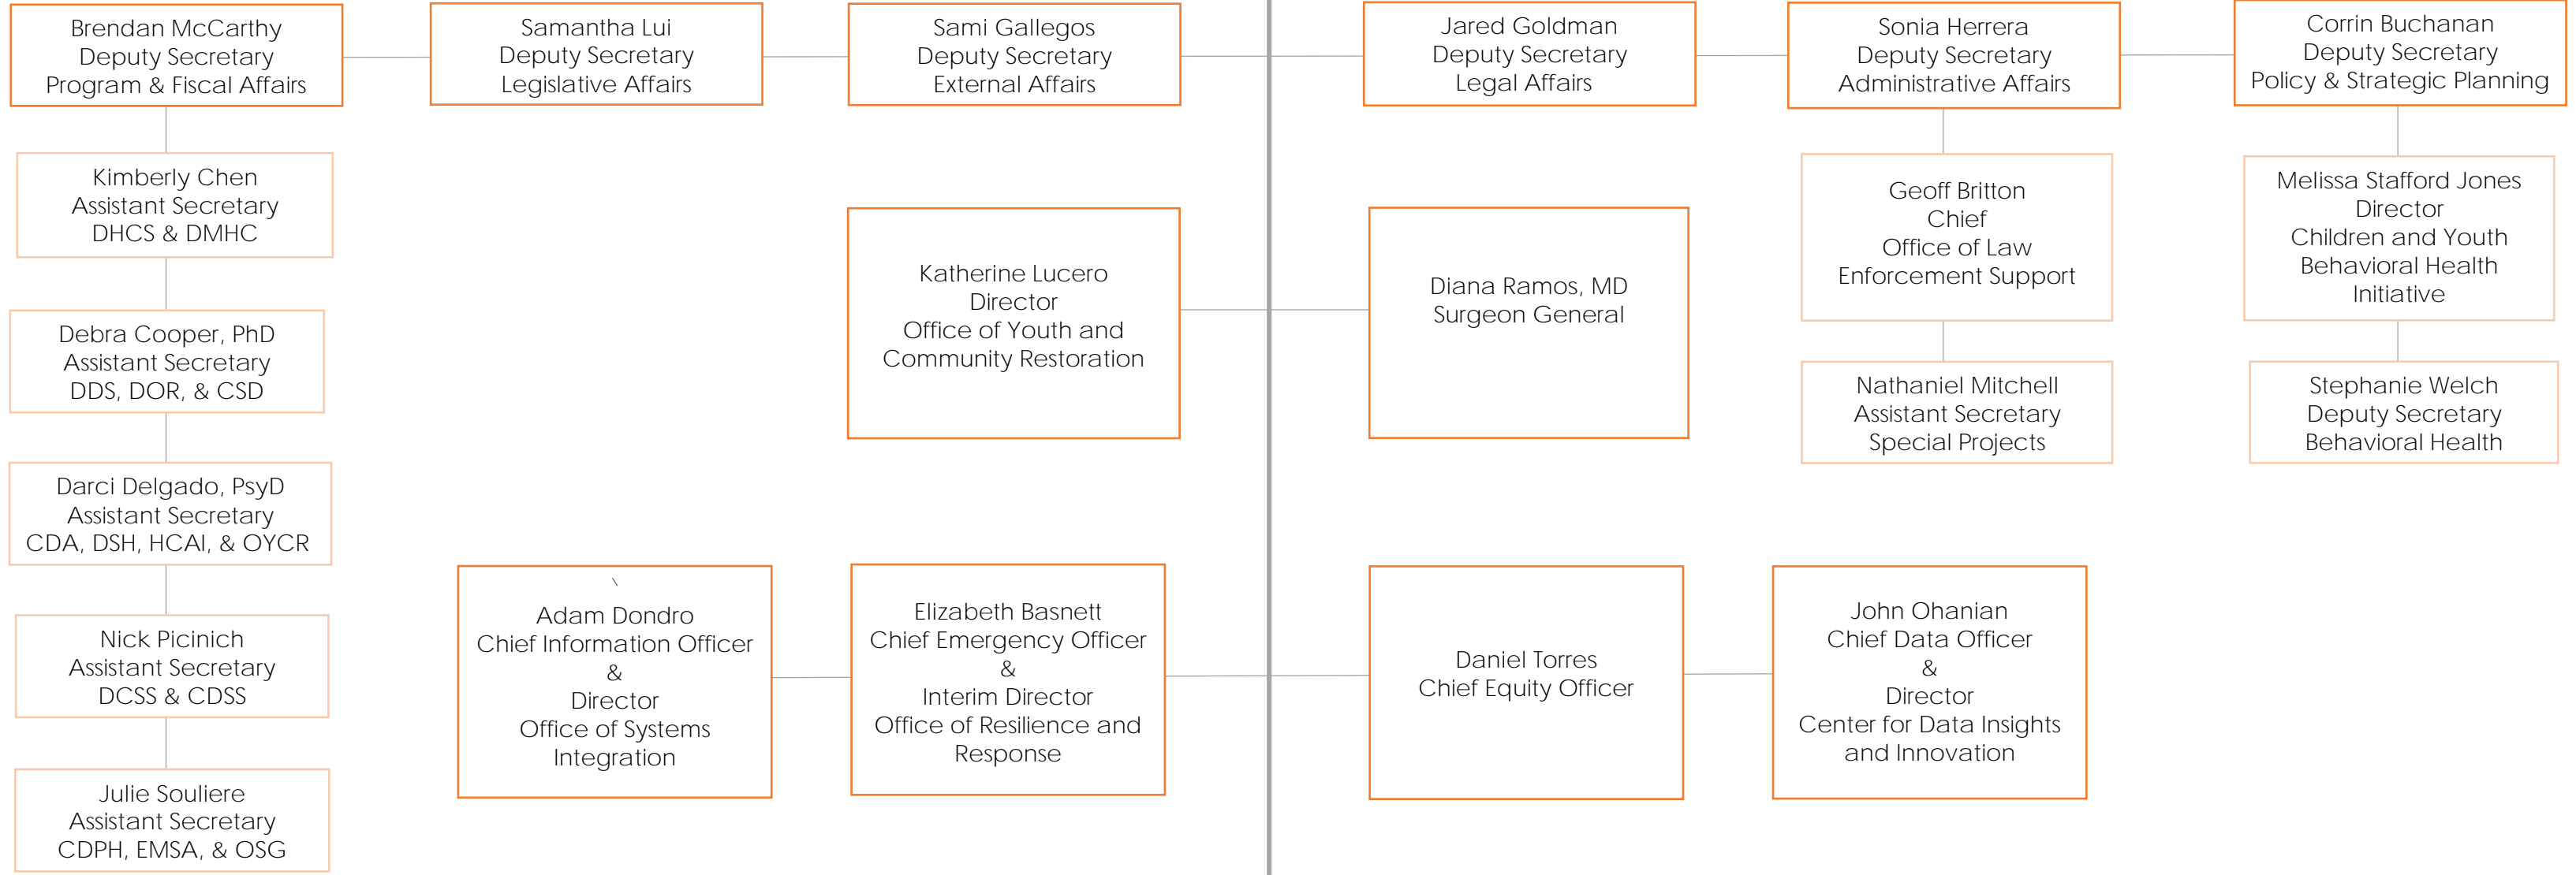 Brendan McCarthy
Deputy Secretary
Program & Fiscal Affairs
Samantha Lui
Deputy Secretary
Legislative Affairs
Sami Gallegos
Deputy Secretary
External Affairs
Jared Goldman
Deputy Secretary
Legal Affairs
Sonia Herrera
Deputy Secretary
Administrative Affairs
Corrin Buchanan
Deputy Secretary
Policy & Strategic Planning
Kimberly Chen
Assistant Secretary
DHCS & DMHC
Debra Cooper, PhD
Assistant Secretary
DDS, DOR, & CSD
Darci Delgado, PsyD
Assistant Secretary
CDA, DSH, HCAI, & OYCR
Nick Picinich
Assistant Secretary
DCSS & CDSS
Julie Souliere
Assistant Secretary
CDPH, EMSA, & OSG
Katherine Lucero
Director
Office of Youth and
Community Restoration
Diana Ramos, MD
Surgeon General
Geoff Britton
Chief
Office of Law
Enforcement Support
Nathaniel Mitchell
Assistant Secretary
Special Projects
Melissa Stafford Jones
Director
Children and Youth
Behavioral Health
Initiative
Stephanie Welch
Deputy Secretary
Behavioral Health
\
Adam Dondro
Chief Information Officer
&
Director
Office of Systems
Integration
Elizabeth Basnett
Chief Emergency Officer
&
Interim Director
Office of Resilience and
Response
Daniel Torres
Chief Equity Officer
John Ohanian
Chief Data Officer
&
Director
Center for Data Insights
and Innovation